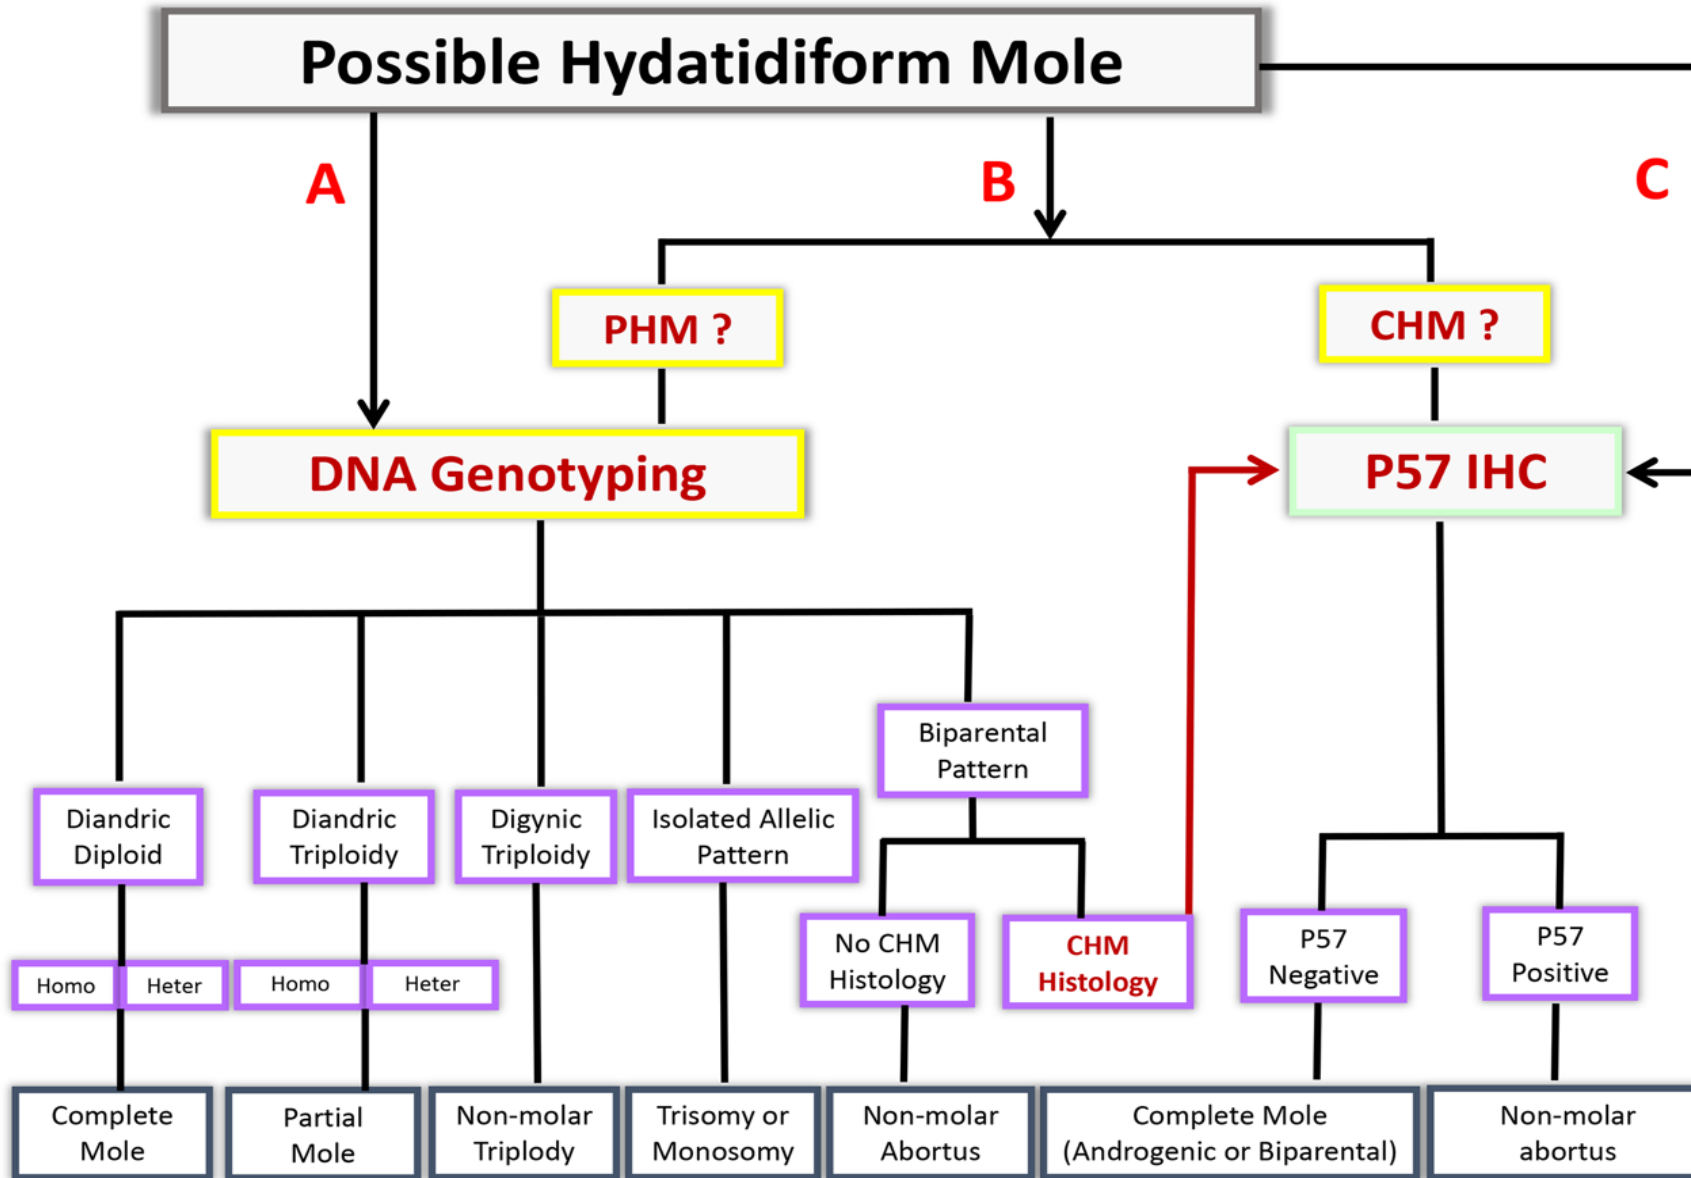 Possible Hydatidiform Mole
A
B
C
PHM ?
CHM ?
DNA Genotyping
P57 IHC
Biparental
Pattern
Diandric
Diploid
Diandric
Triploidy
Digynic
Triploidy
Isolated Allelic
Pattern
No CHM
Histology
CHM
Histology
P57
Negative
P57
Positive
Homo
Heter
Homo
Heter
Complete
Mole
Partial
Mole
Non-molar
Triplody
Trisomy or
Monosomy
Non-molar
Abortus
Complete Mole
(Androgenic or Biparental)
Non-molar
abortus